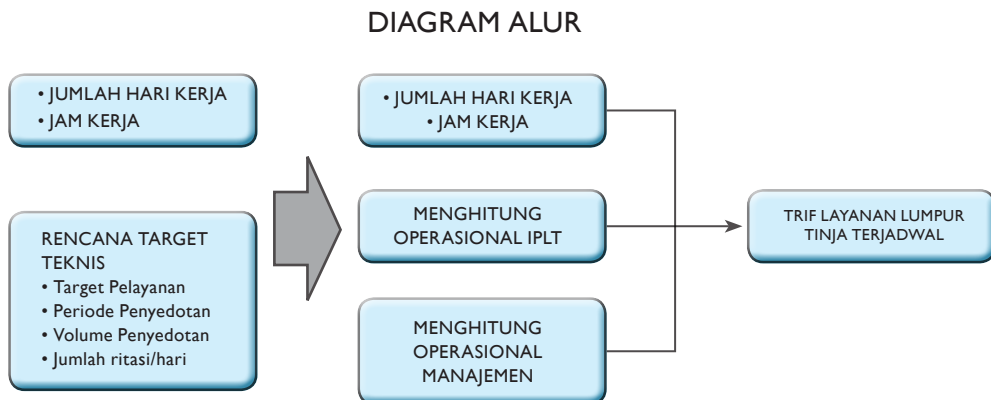 DIAGRAM ALUR
• JUMLAH HARI KERJA
• JAM KERJA
RENCANA TARGET
TEKNIS
• Target Pelayanan
• Periode Penyedotan
• Volume Penyedotan
• Jumlah ritasi/hari
• JUMLAH HARI KERJA
• JAM KERJA
MENGHITUNG
OPERASIONAL IPLT
MENGHITUNG
OPERASIONAL
MANAJEMEN
TRIF LAYANAN LUMPUR
TINJA TERJADWAL